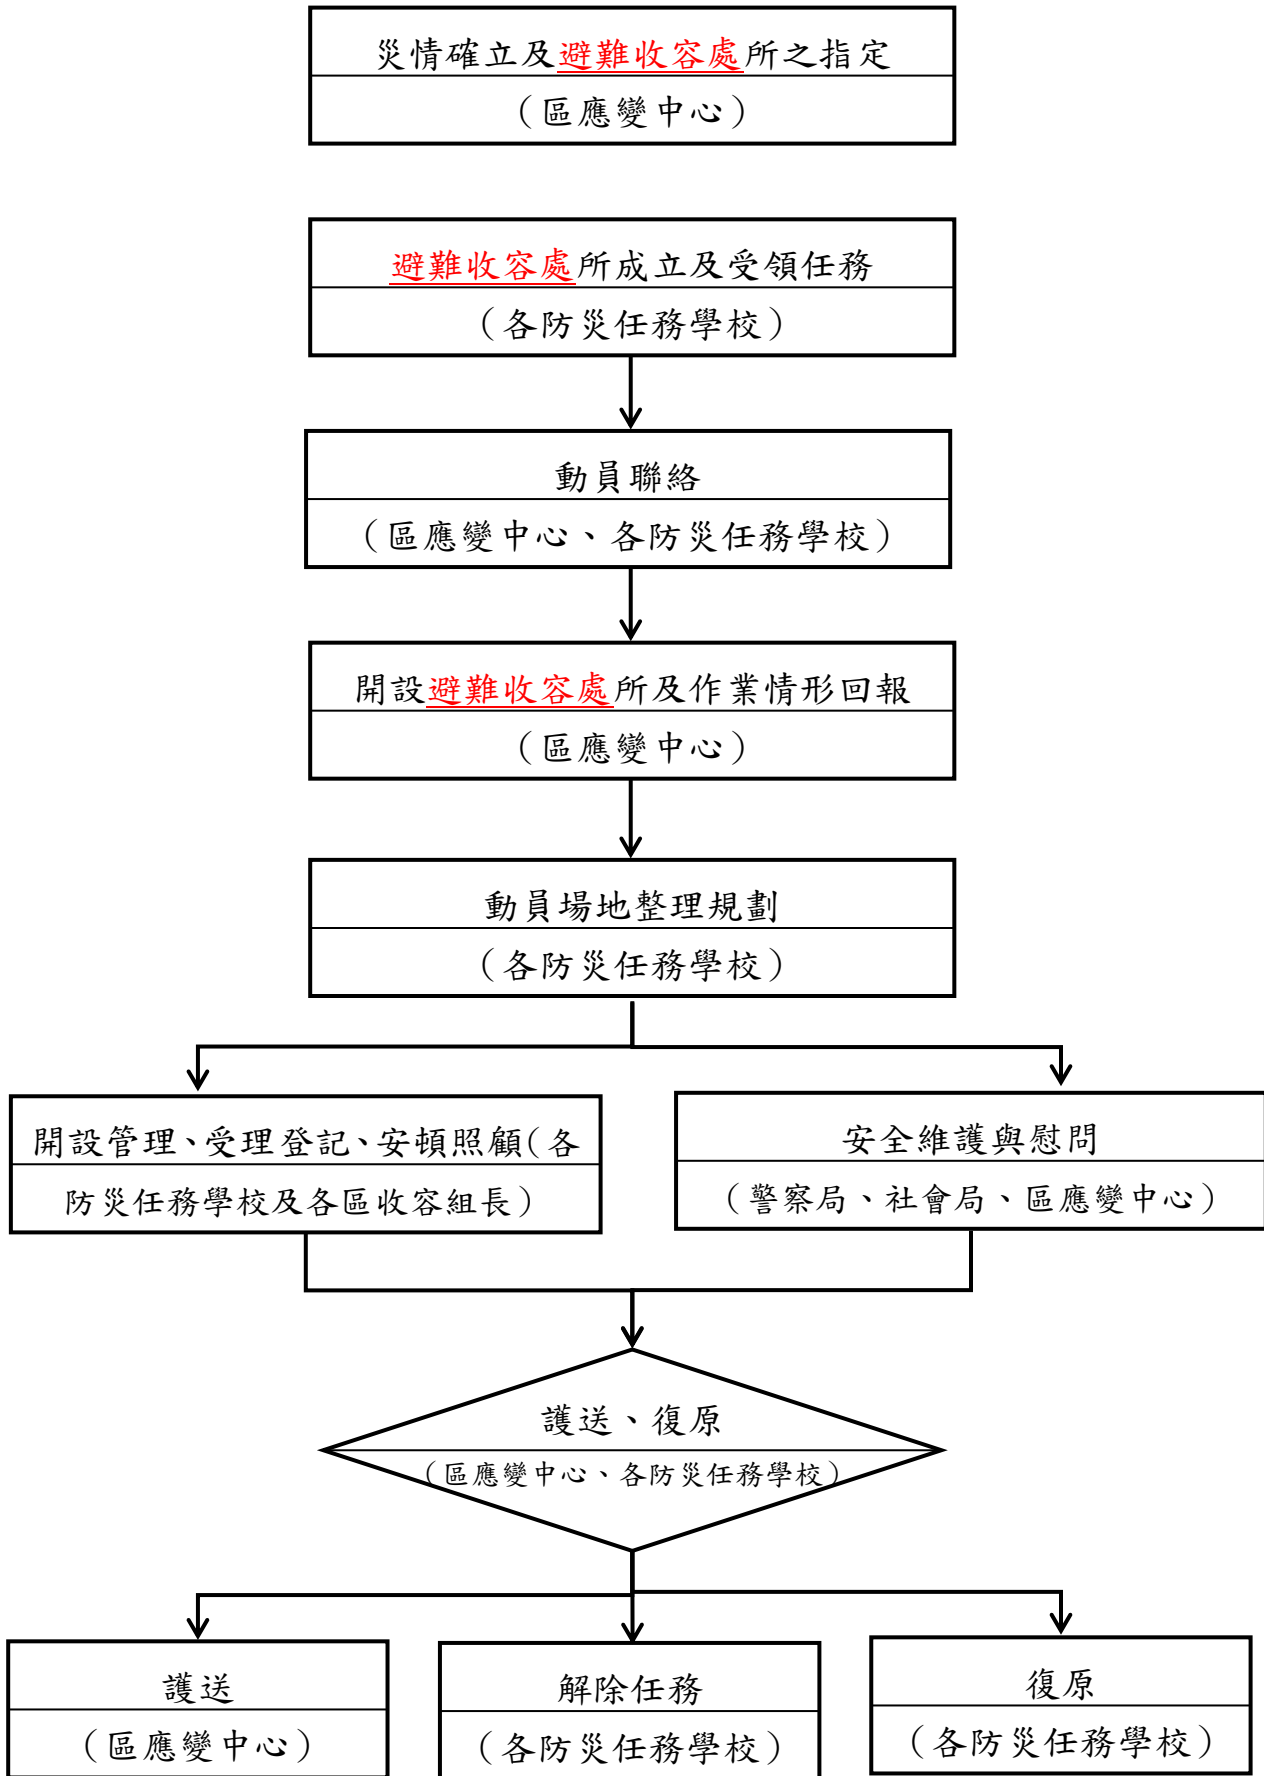 災情確立及避難收容處所之指定
（區應變中心）
避難收容處所成立及受領任務
（各防災任務學校）
動員聯絡
（區應變中心、各防災任務學校）
開設避難收容處所及作業情形回報
（區應變中心）
動員場地整理規劃
（各防災任務學校）
開設管理、受理登記、安頓照顧(各
防災任務學校及各區收容組長）
安全維護與慰問
（警察局、社會局、區應變中心）
護送、復原
（區應變中心、各防災任務學校）
護送
（區應變中心）
解除任務
（各防災任務學校）
復原
（各防災任務學校）